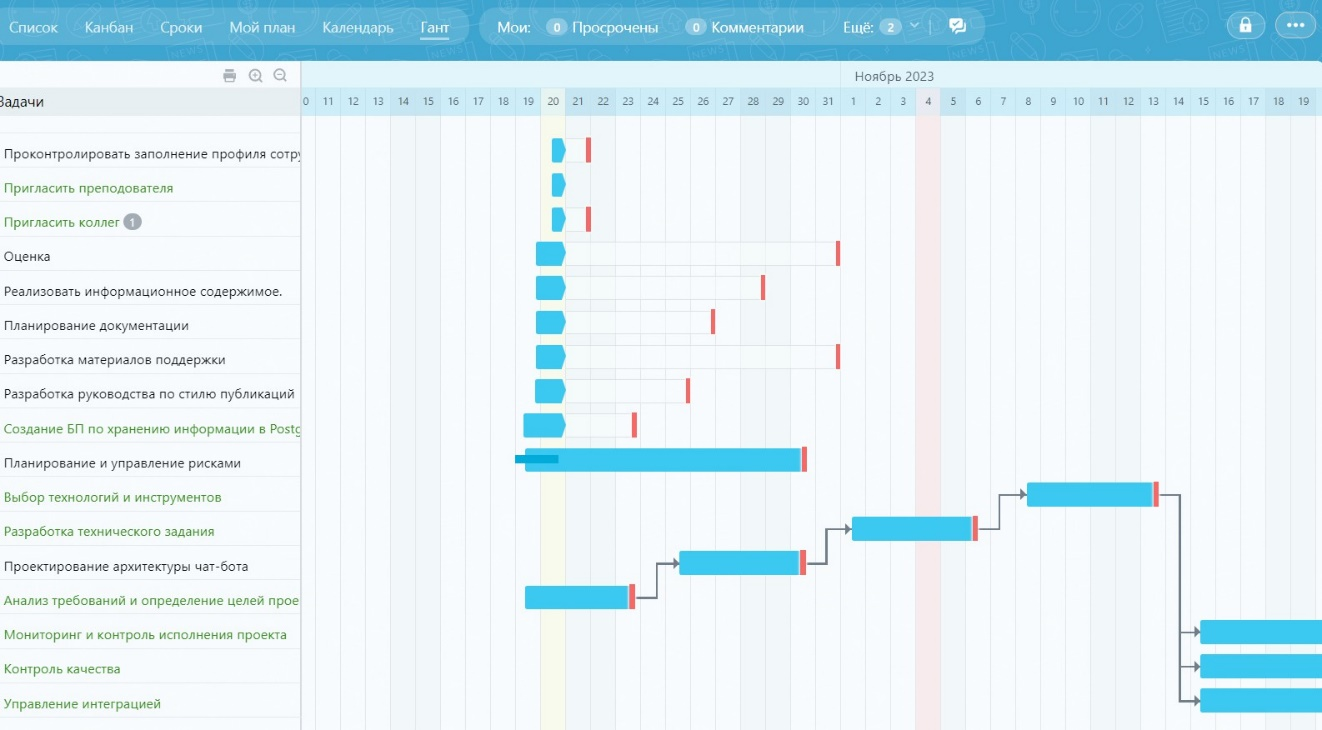 Список Канбан Сроки Мой план Календарь Гант Мои: 0 Просрочены 0 Комментарии Ещё: 2
Ноябрь 2023
Задачи
0 11 12 13 14 15 16 17 18 19 20 21 22 23 24 25 26 27 28 29 30 31 1 2 3 4 5 6 7 8 9 10 11 12 13 14 15 16 17 18 19
Проконтролировать заполнение профиля сотру
Пригласить преподователя
Пригласить коллег 1
Оценка
Реализовать информационное содержимое.
Планирование документации
Разработка материалов поддержки
Разработка руководства по стилю публикаций
Создание БП по хранению информации в Postg
Планирование и управление рисками
Выбор технологий и инструментов
Разработка технического задания
Проектирование архитектуры чат-бота
Анализ требований и определение целей прое
Мониторинг и контроль исполнения проекта
Контроль качества
Управление интеграцией